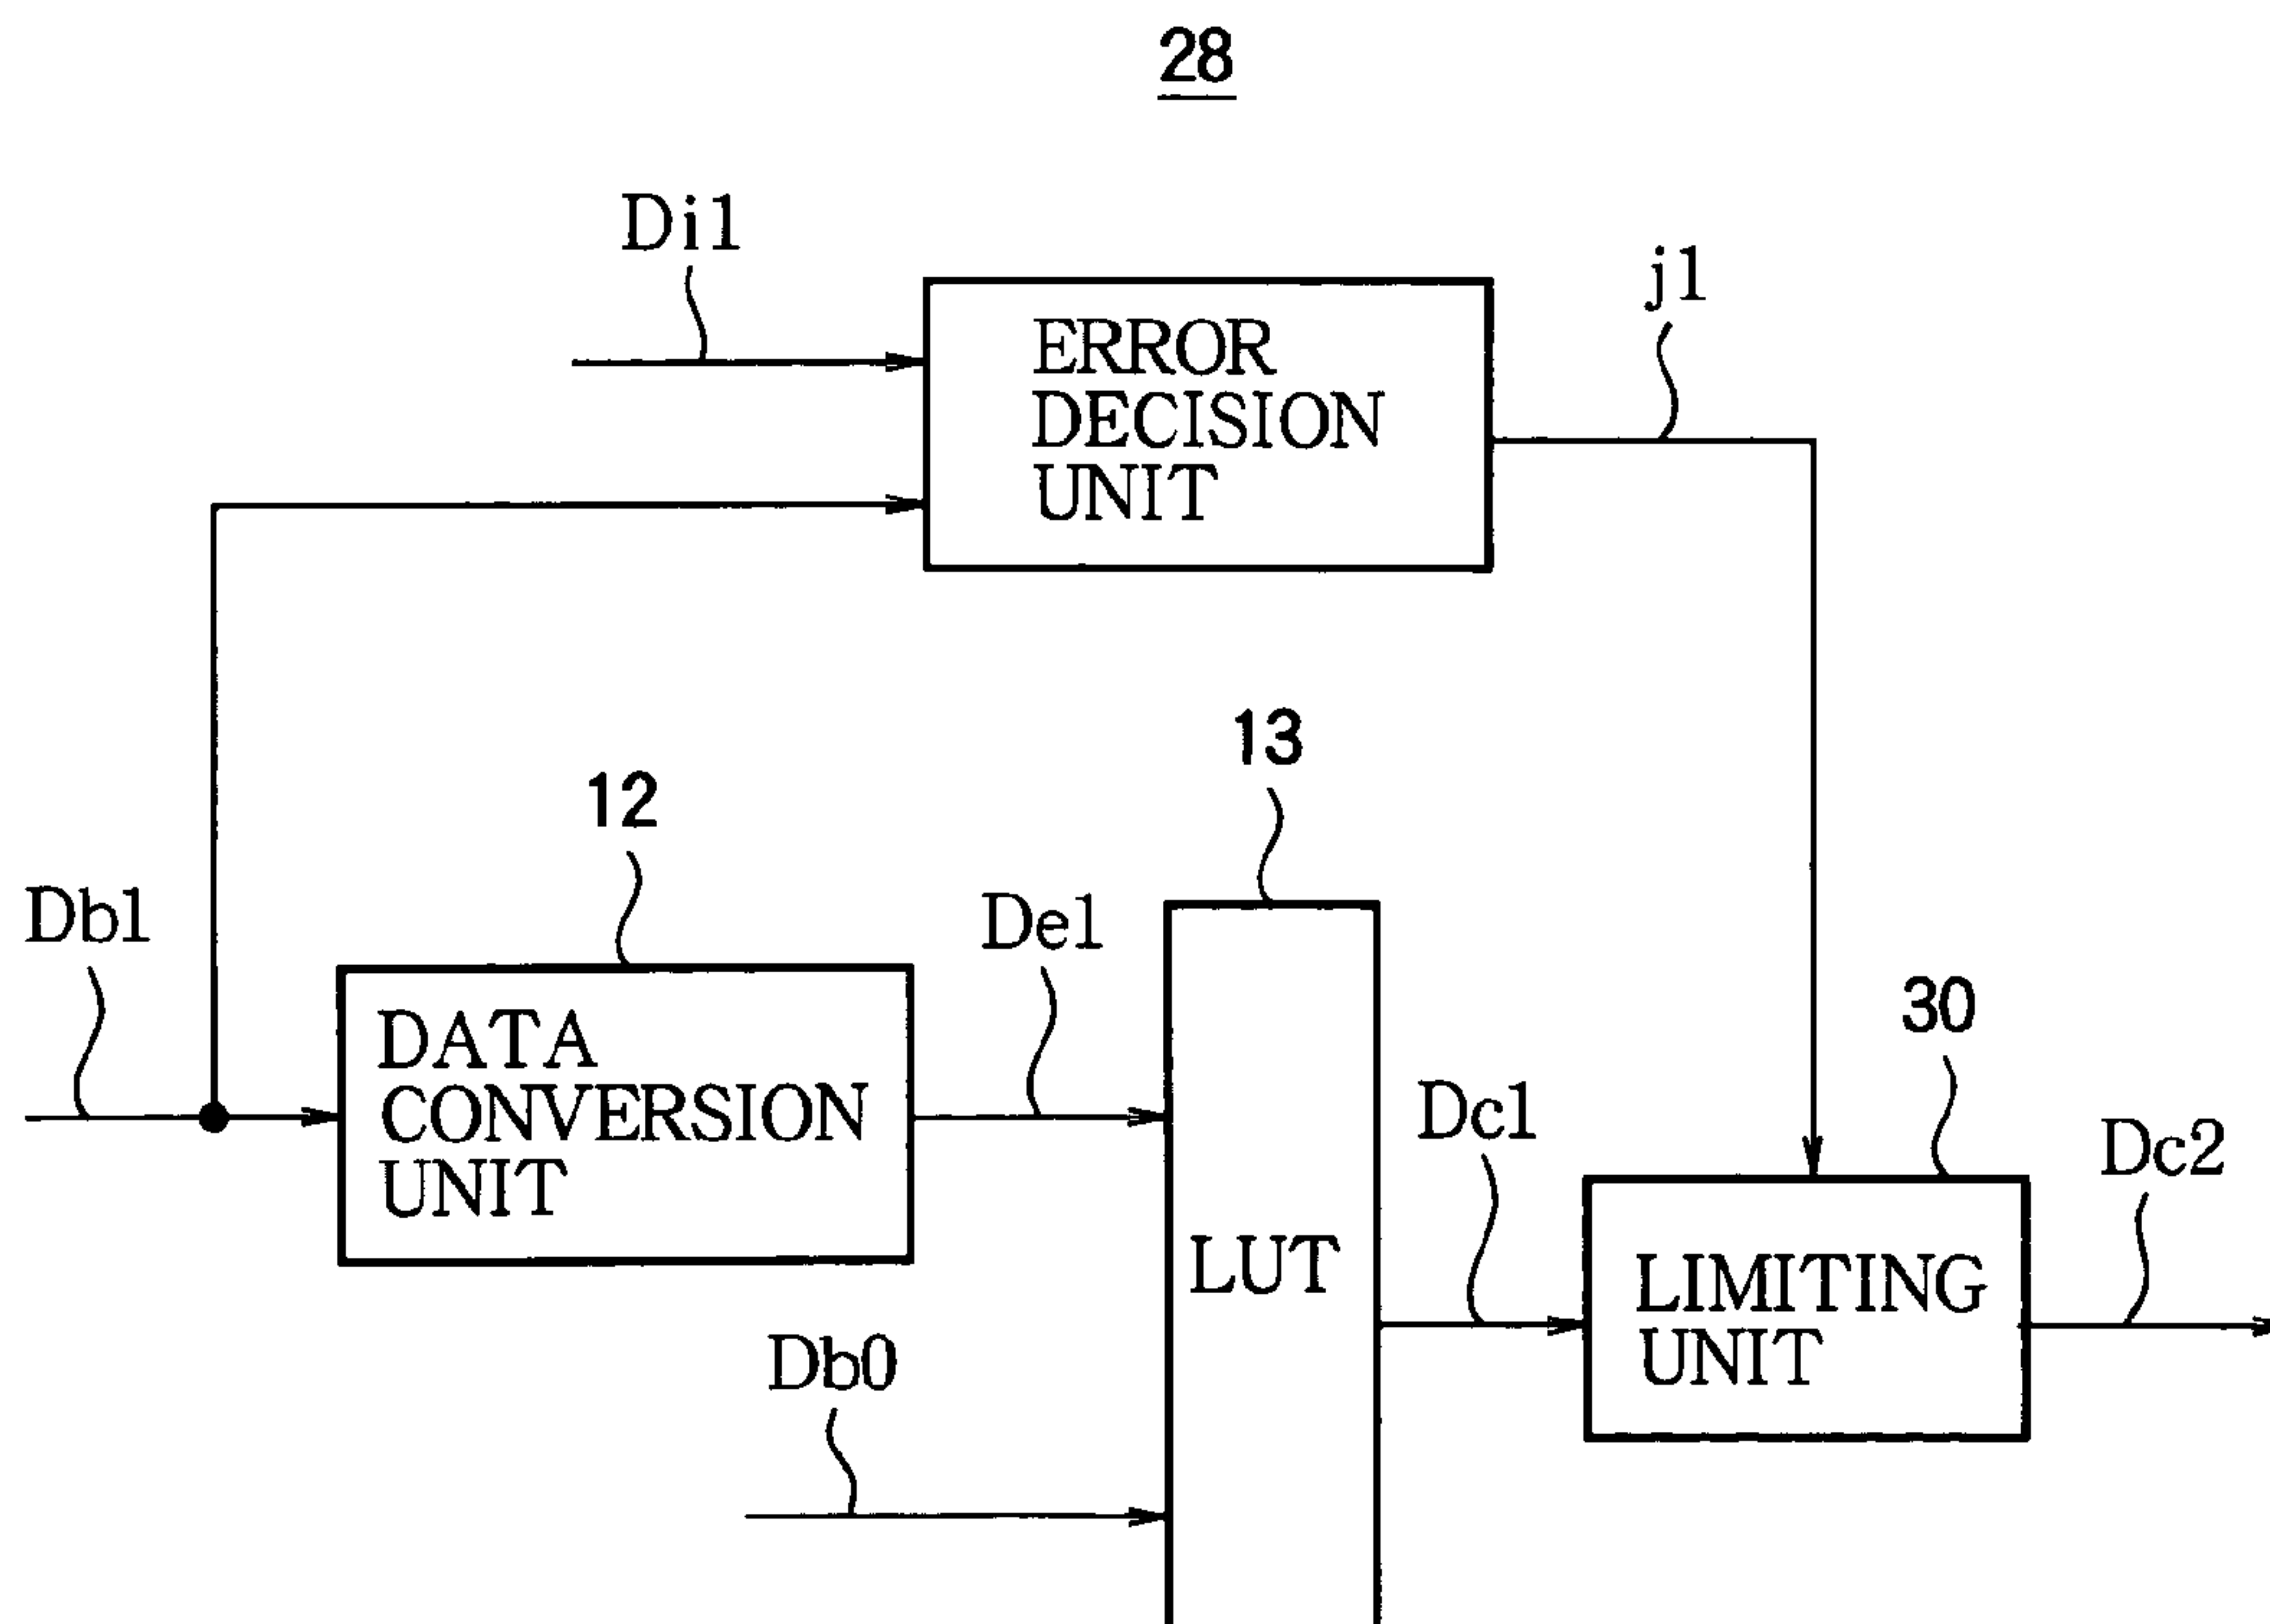 28
Di1
j1
ERROR
DECISION
UNIT
13
12
Db1
De1
30
DATA
CONVERSION
UNIT
Dc1
Dc2
LUT
LIMITING
UNIT
Db0